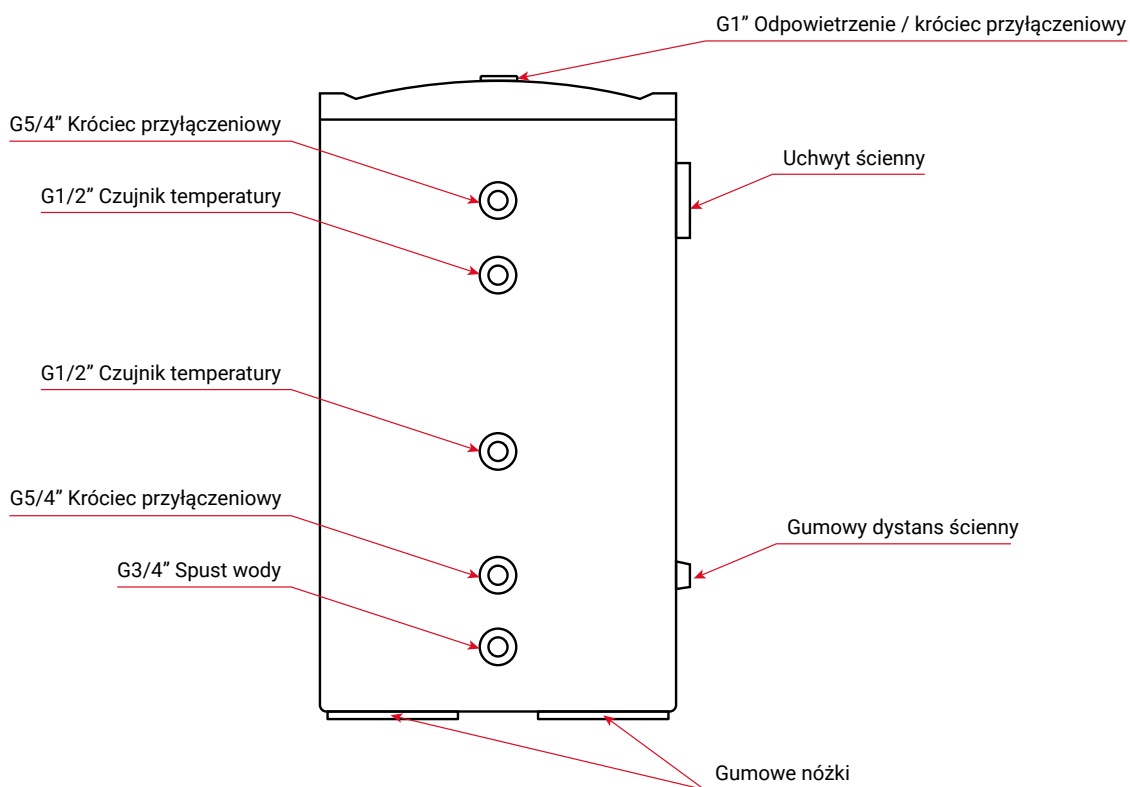 G1” Odpowietrzenie / króciec przyłączeniowy
G5/4” Króciec przyłączeniowy
Uchwyt ścienny
G1/2” Czujnik temperatury
G1/2” Czujnik temperatury
G5/4” Króciec przyłączeniowy
Gumowy dystans ścienny
G3/4” Spust wody
Gumowe nóżki